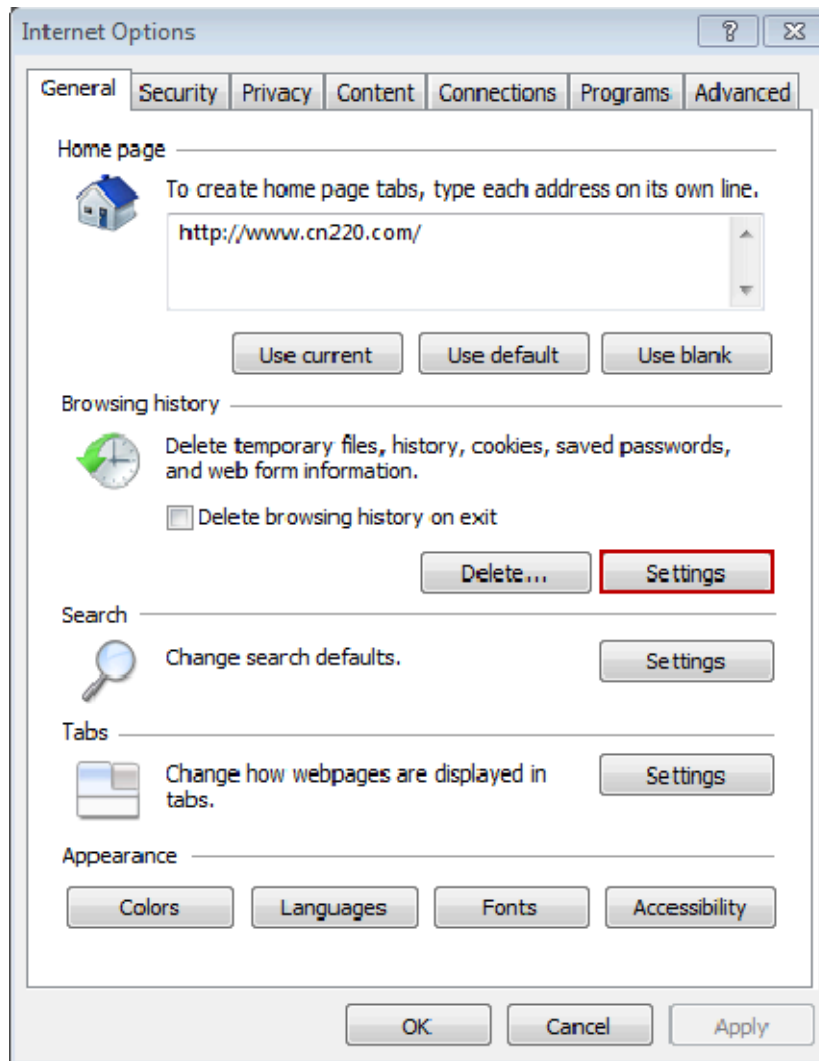 Internet Options
General Security Privacy Content Connections Programs Advanced
Home page
To create home page tabs, type each address on its own line.
http://www.cn220.com/
Use current Use default Use blank
Browsing history
Delete temporary files, history, cookies, saved passwords,
and web form information.
Delete browsing history on exit
Delete... Settings
Search
Change search defaults.
Settings
Tabs
Change how webpages are displayed in
tabs.
Settings
Appearance
Colors Languages Fonts Accessibility
OK Cancel Apply